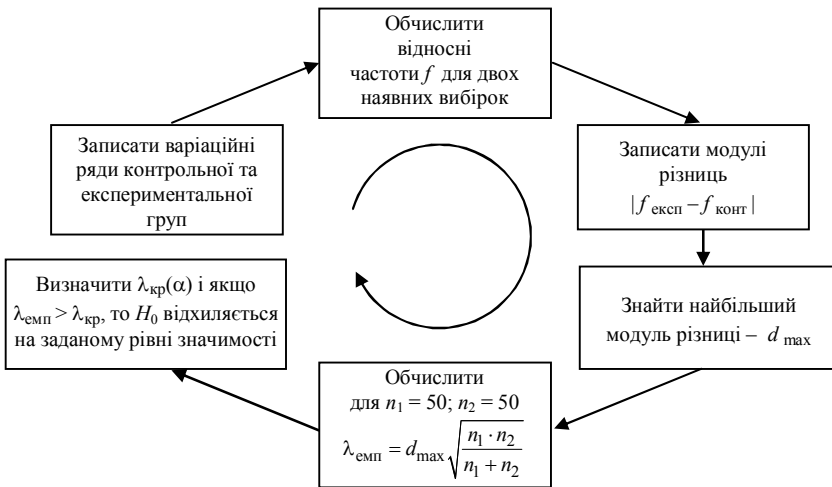 Обчислити
відносні
частоти f для двох
наявних вибірок
Записати варіаційні
ряди контрольної та
експериментальної
груп
Записати модулі
різниць
|f експ – f конт|
Визначити λкр(α) і якщо
λемп > λкр, то H0 відхиляється
на заданому рівні значимості
Знайти найбільший
модуль різниці – d max
Обчислити
для n1 = 50; n2 = 50
λемп = dmax √(n1 · n2 / n1 + n2)